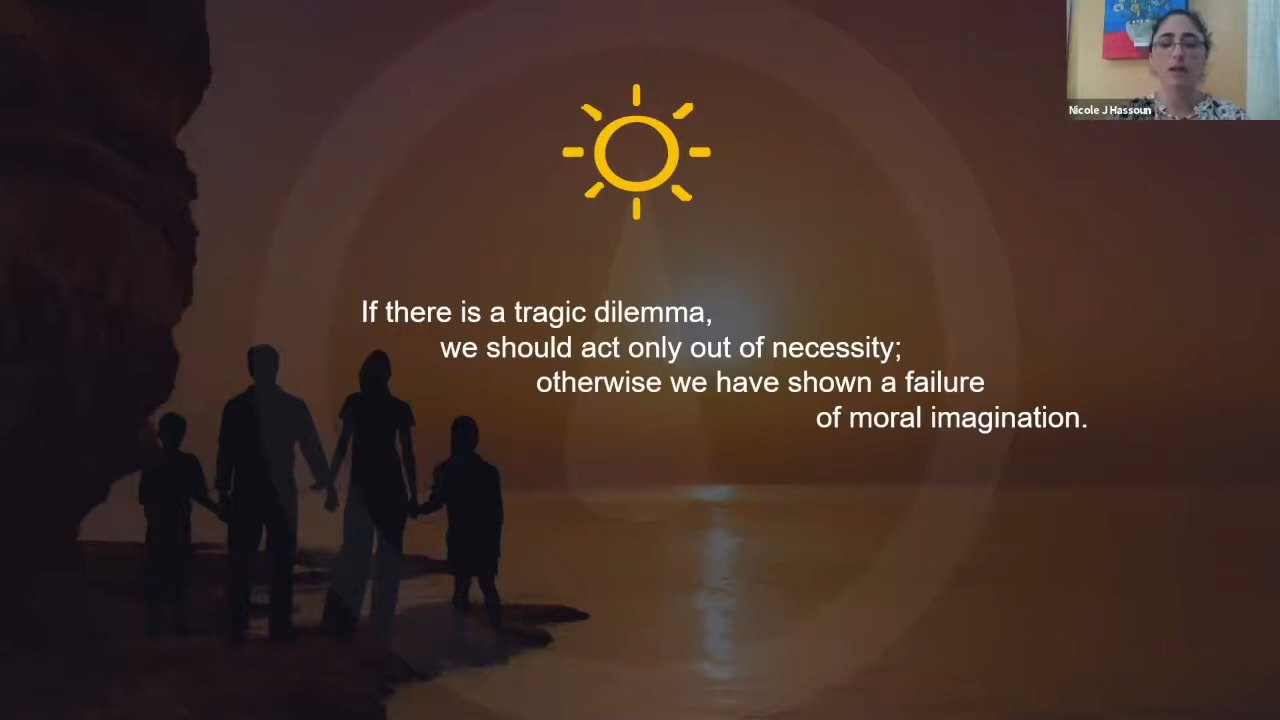 Nicole J Hassoun
If there is a tragic dilemma,
we should act only out of necessity;
otherwise we have shown a failure
of moral imagination.